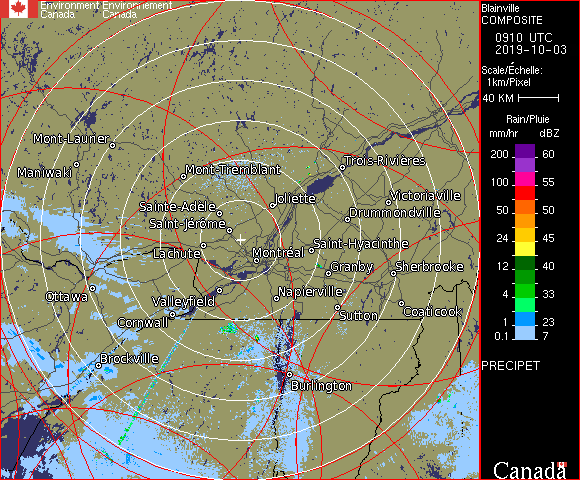 Environment Environnement
Canada Canada
Blainville
COMPOSITE
0910 UTC
2019-10-03
Scale/Échelle:
1km/Pixel
40 KM
Rain/Pluie
mm/hr dBZ
200 60
100 55
50 50
24 45
12 40
4 33
1 23
0.1 7
PRECIPET
Canada
Mont-Laurier
Maniwaki
Mont-Tremblant
Trois-Rivières
Sainte-Adèle
Joliette
Victoriaville
Saint-Jérôme
Drummondville
Lachute
Montréal
Saint-Hyacinthe
Granby
Sherbrooke
Ottawa
Valleyfield
Napierville
Cornwall
Sutton
Coaticook
Brockville
Burlington